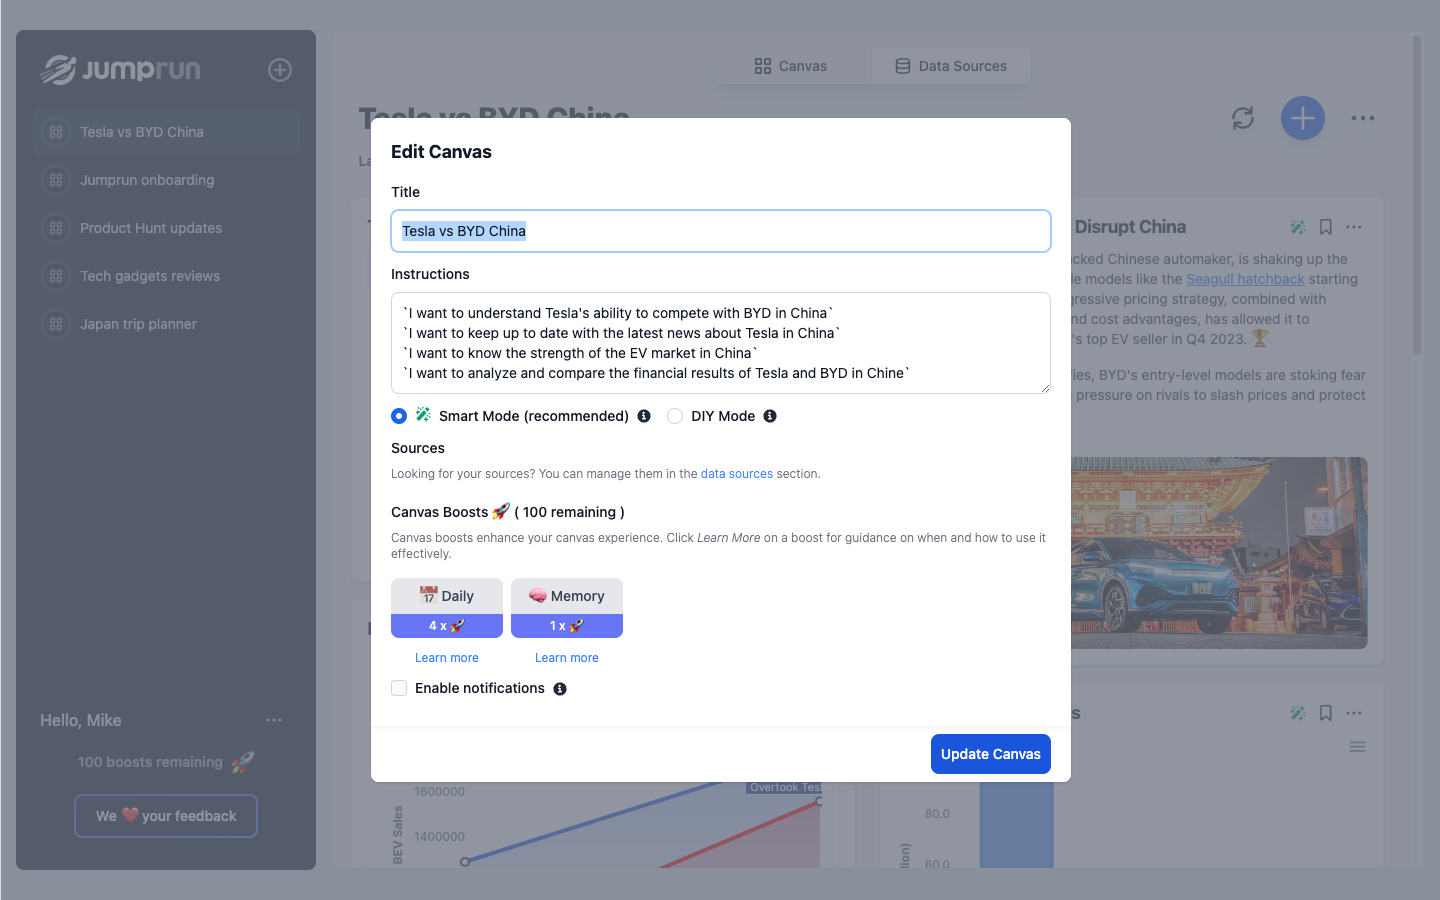 Jumprun
Tesla vs BYD China
Jumprun onboarding
Product Hunt updates
Tech gadgets reviews
Japan trip planner
Hello, Mike
100 boosts remaining 🚀
We ❤️ your feedback
Canvas
Data Sources
Tesla vs BYD China
Edit Canvas
Title
Tesla vs BYD China
Instructions
`I want to understand Tesla's ability to compete with BYD in China`
`I want to keep up to date with the latest news about Tesla in China`
`I want to know the strength of the EV market in China`
`I want to analyze and compare the financial results of Tesla and BYD in Chine`
Smart Mode (recommended)
DIY Mode
Sources
Looking for your sources? You can manage them in the data sources section.
Canvas Boosts 🚀 ( 100 remaining )
Canvas boosts enhance your canvas experience. Click Learn More on a boost for guidance on when and how to use it
effectively.
📅 Daily
🧠 Memory
4 x 🚀
1 x 🚀
Learn more
Learn more
Enable notifications
Update Canvas
Disrupt China
Chinese automaker, is shaking up the
models like the Seagull hatchback starting
pricing strategy, combined with
cost advantages, has allowed it to
's top EV seller in Q4 2023. 🏆
BYD's entry-level models are stoking fear
pressure on rivals to slash prices and protect
1600000
Overtook
BEV Sales
1400000
80.0
60.0